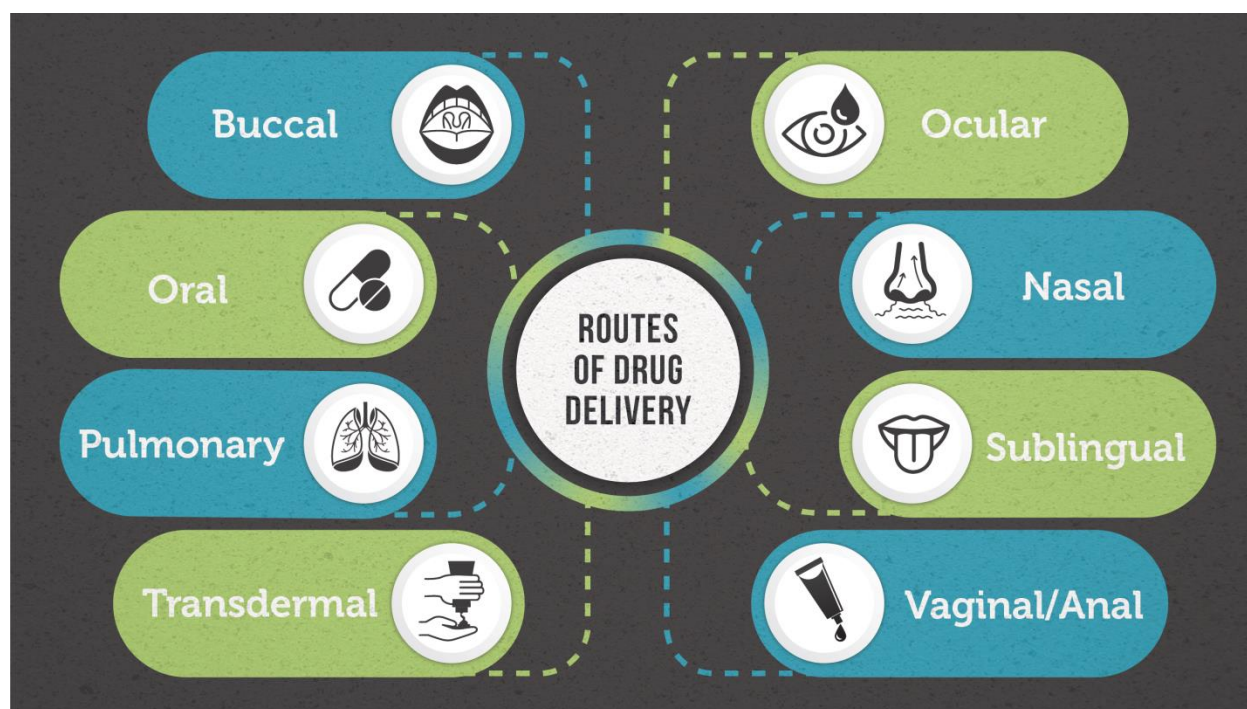 Buccal
Oral
Pulmonary
Transdermal
ROUTES
OF DRUG
DELIVERY
Ocular
Nasal
Sublingual
Vaginal/Anal